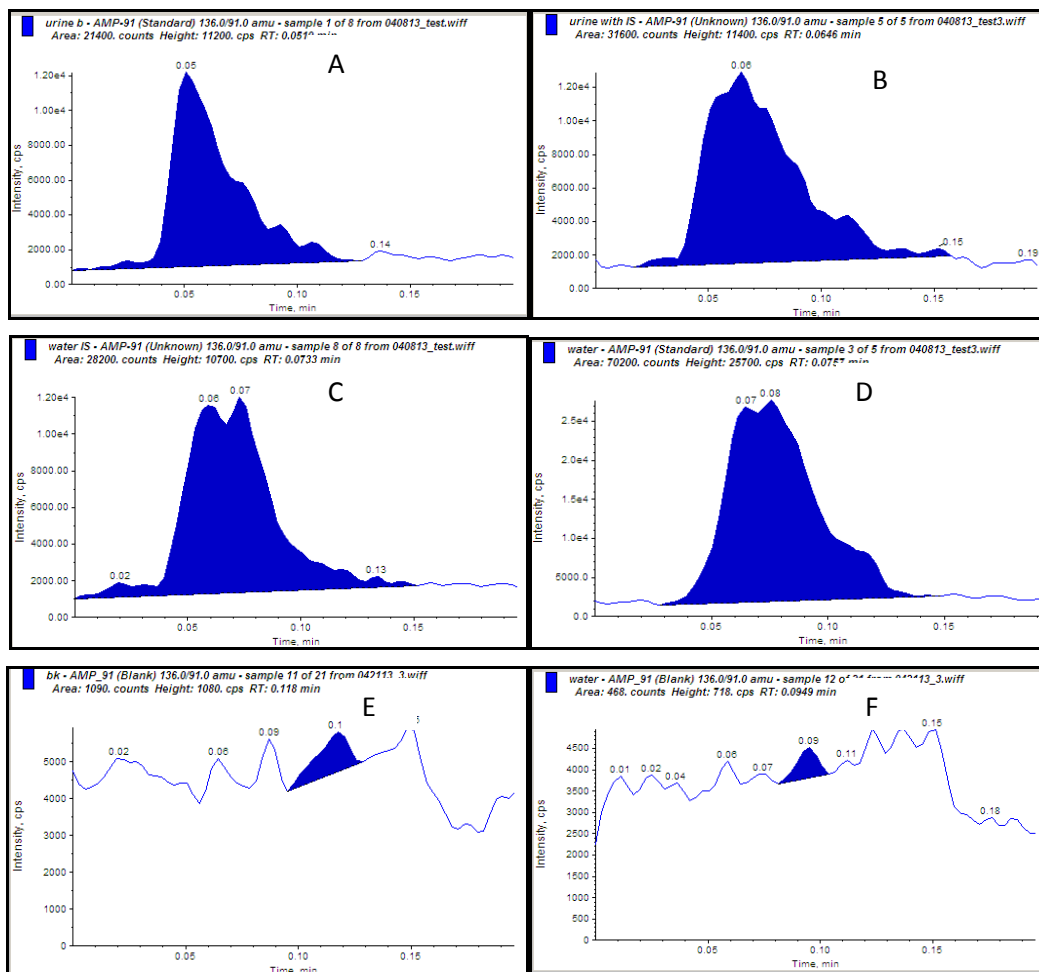 urine b - AMP-91 (Standard) 136.0/91.0 amu - sample 1 of 8 from 040813_test.wiff
Area: 21400. counts Height: 11200. cps RT: 0.0519 min
A
0.05
0.14
1.20e4
1.00e4
8000.00
6000.00
4000.00
2000.00
0.00
Intensity, cps
0.05
0.10
0.15
Time, min
urine with IS - AMP-91 (Unknown) 136.0/91.0 amu - sample 5 of 5 from 040813_test3.wiff
Area: 31600. counts Height: 11400. cps RT: 0.0646 min
B
0.06
0.15
0.19
1.20e4
1.00e4
8000.00
6000.00
4000.00
2000.00
0.00
Intensity, cps
0.05
0.10
0.15
Time, min
water IS - AMP-91 (Unknown) 136.0/91.0 amu - sample 8 of 8 from 040813_test.wiff
Area: 28200. counts Height: 10700. cps RT: 0.0733 min
C
0.06
0.07
0.02
0.13
1.20e4
1.00e4
8000.00
6000.00
4000.00
2000.00
0.00
Intensity, cps
0.05
0.10
0.15
Time, min
water - AMP-91 (Standard) 136.0/91.0 amu - sample 3 of 5 from 040813_test3.wiff
Area: 70200. counts Height: 25700. cps RT: 0.0757 min
D
0.07
0.08
2.5e4
2.0e4
1.5e4
1.0e4
5000.0
0.0
Intensity, cps
0.05
0.10
0.15
Time, min
bk - AMP_91 (Blank) 136.0/91.0 amu - sample 11 of 21 from 042113_3.wiff
Area: 1090. counts Height: 1080. cps RT: 0.118 min
E
0.02
0.06
0.09
0.1
5000
4000
3000
2000
1000
0
Intensity, cps
0.05
0.10
0.15
Time, min
water - AMP_91 (Blank) 136.0/91.0 amu - sample 12 of 21 from 042113_3.wiff
Area: 468. counts Height: 718. cps RT: 0.0949 min
F
0.01
0.02
0.04
0.06
0.07
0.09
0.11
0.15
0.18
4500
4000
3500
3000
2500
2000
1500
1000
500
0
Intensity, cps
0.05
0.10
0.15
Time, min